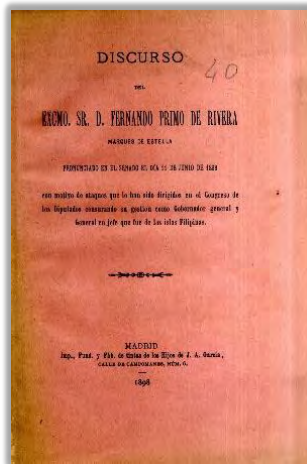 DISCURSO
40
DEL
EXCMO. SR. D. FERNANDO PRIMO DE RIVERA
MARQUÉS DE ESTELLA
PRONUNCIADO EN EL SENADO EL DÍA 11 DE JUNIO DE 1898
con motivo de ataques que le han sido dirigidos en el Congreso de
los Diputados censurando su gestión como Gobernador general y
General en Jefe que fué de las islas Filipinas.
MADRID
Imp., Fund. y Fáb. de tintas de los Hijos de J. A. García,
CALLE DE CAMPOMANES, NÚM. 6.
1898